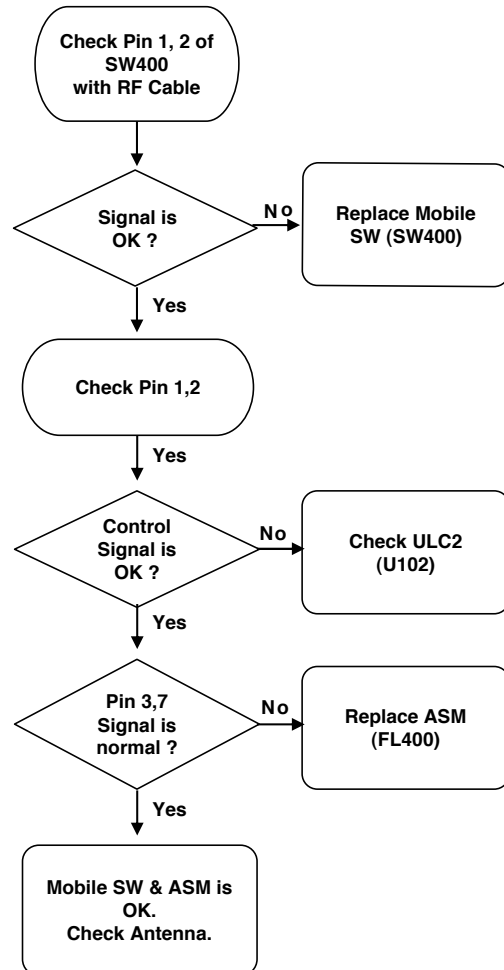 Check Pin 1, 2 of
SW400
with RF Cable
Signal is
OK ?
No
Replace Mobile
SW (SW400)
Yes
Check Pin 1,2
Yes
Control
Signal is
OK ?
No
Check ULC2
(U102)
Yes
Pin 3,7
Signal is
normal ?
No
Replace ASM
(FL400)
Yes
Mobile SW & ASM is
OK.
Check Antenna.